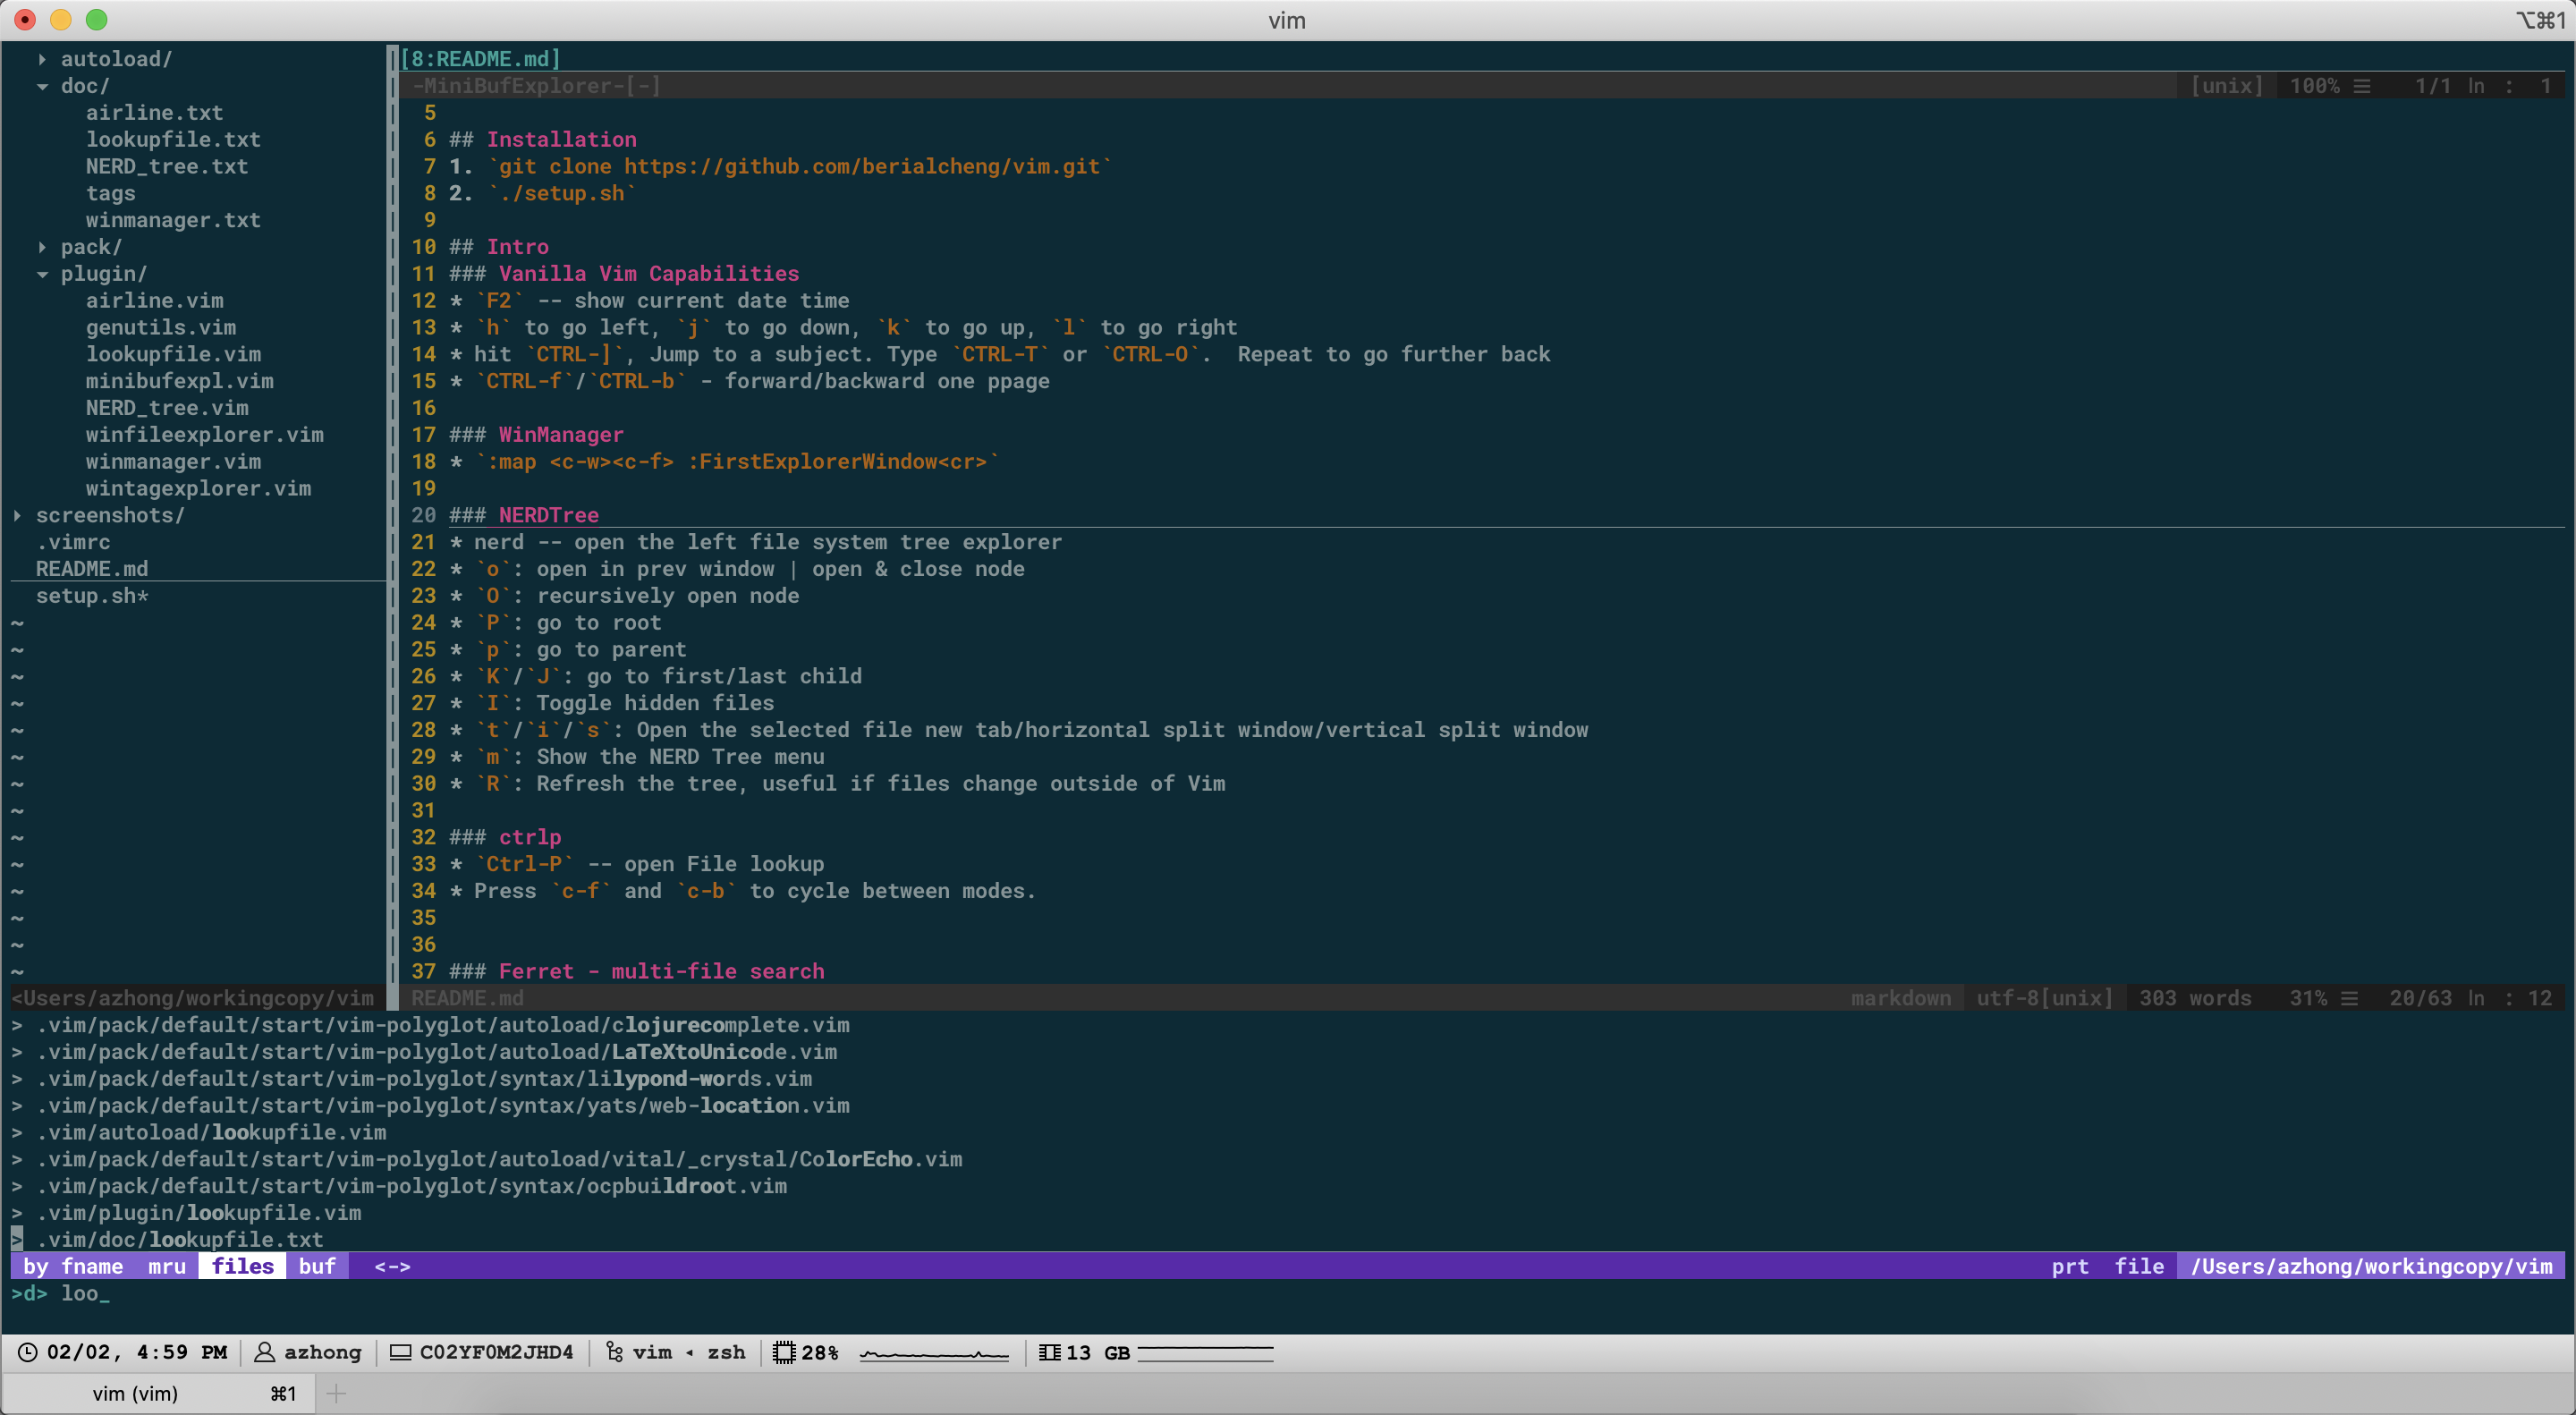 vim
⌥⌘1
▸ autoload/
▾ doc/
airline.txt
lookupfile.txt
NERD_tree.txt
tags
winmanager.txt
▸ pack/
▾ plugin/
airline.vim
genutils.vim
lookupfile.vim
minibufexpl.vim
NERD_tree.vim
winfileexplorer.vim
winmanager.vim
wintagexplorer.vim
▸ screenshots/
.vimrc
README.md
setup.sh*
~
~
~
~
~
~
~
~
~
~
~
~
~
~
<Users/azhong/workingcopy/vim
[8:README.md]
-MiniBufExplorer-[-] [unix] 100% ☰ 1/1 ln : 1
5
6 ## Installation
7 1. `git clone https://github.com/berialcheng/vim.git`
8 2. `./setup.sh`
9
10 ## Intro
11 ### Vanilla Vim Capabilities
12 * `F2` -- show current date time
13 * `h` to go left, `j` to go down, `k` to go up, `l` to go right
14 * hit `CTRL-]`, Jump to a subject. Type `CTRL-T` or `CTRL-O`.  Repeat to go further back
15 * `CTRL-f`/`CTRL-b` - forward/backward one ppage
16
17 ### WinManager
18 * `:map <c-w><c-f> :FirstExplorerWindow<cr>`
19
20 ### NERDTree
21 * nerd -- open the left file system tree explorer
22 * `o`: open in prev window | open & close node
23 * `O`: recursively open node
24 * `P`: go to root
25 * `p`: go to parent
26 * `K`/`J`: go to first/last child
27 * `I`: Toggle hidden files
28 * `t`/`i`/`s`: Open the selected file new tab/horizontal split window/vertical split window
29 * `m`: Show the NERD Tree menu
30 * `R`: Refresh the tree, useful if files change outside of Vim
31
32 ### ctrlp
33 * `Ctrl-P` -- open File lookup
34 * Press `c-f` and `c-b` to cycle between modes.
35
36
37 ### Ferret - multi-file search
README.md markdown utf-8[unix] 303 words 31% ☰ 20/63 ln : 12
> .vim/pack/default/start/vim-polyglot/autoload/clojurecomplete.vim
> .vim/pack/default/start/vim-polyglot/autoload/LaTeXtoUnicode.vim
> .vim/pack/default/start/vim-polyglot/syntax/lilypond-words.vim
> .vim/pack/default/start/vim-polyglot/syntax/yats/web-location.vim
> .vim/autoload/lookupfile.vim
> .vim/pack/default/start/vim-polyglot/autoload/vital/_crystal/ColorEcho.vim
> .vim/pack/default/start/vim-polyglot/syntax/ocpbuildroot.vim
> .vim/plugin/lookupfile.vim
> .vim/doc/lookupfile.txt
by fname mru files buf <-> prt file /Users/azhong/workingcopy/vim
>d> loo_
02/02, 4:59 PM azhong C02YF0M2JHD4 vim ◂ zsh 28% 13 GB
vim (vim) ⌘1 +